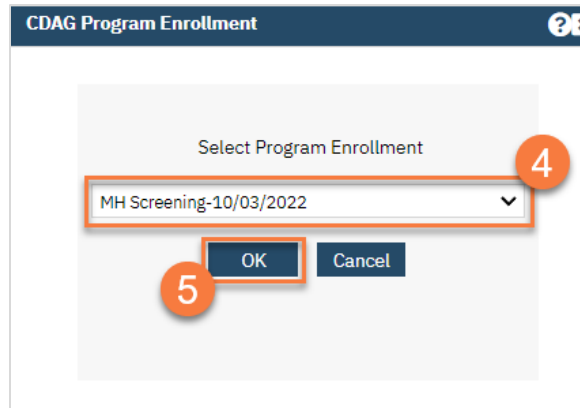 CDAG Program Enrollment ?
Select Program Enrollment
4
MH Screening-10/03/2022
OK Cancel
5